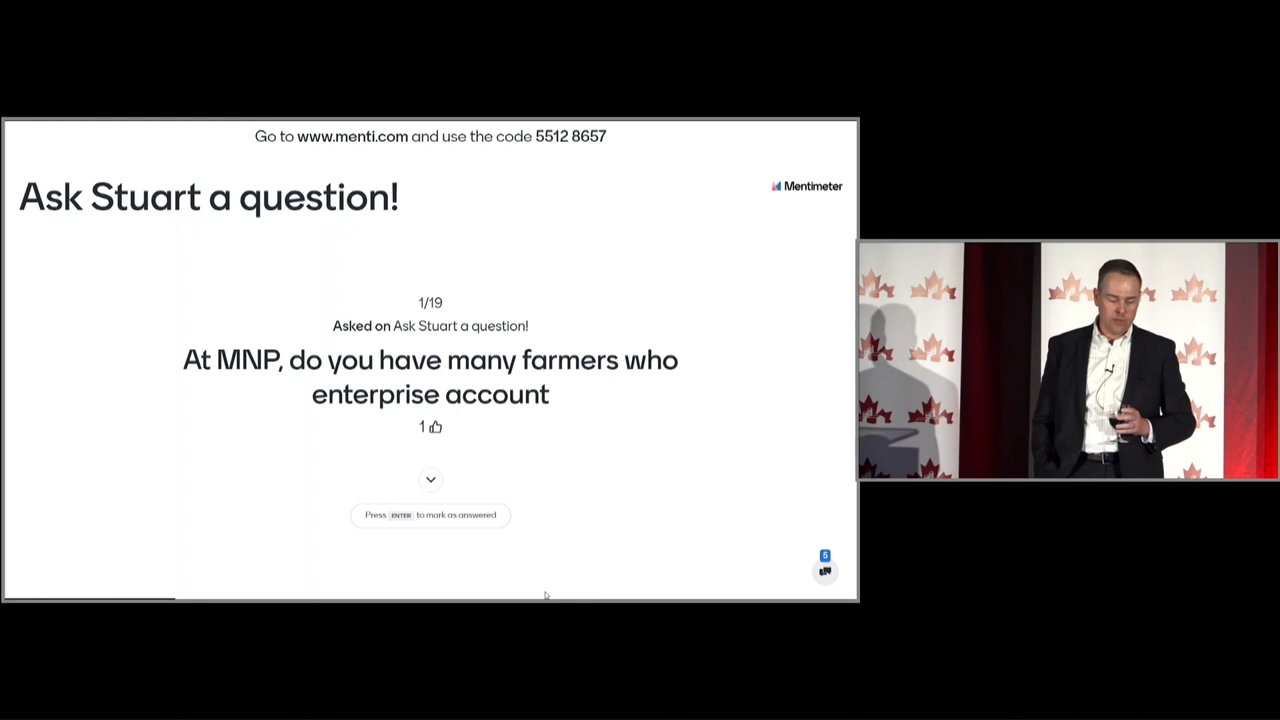 Go to www.menti.com and use the code 5512 8657
Ask Stuart a question!
Mentimeter
1/19
Asked on Ask Stuart a question!
At MNP, do you have many farmers who
enterprise account
1
Press ENTER to mark as answered
5